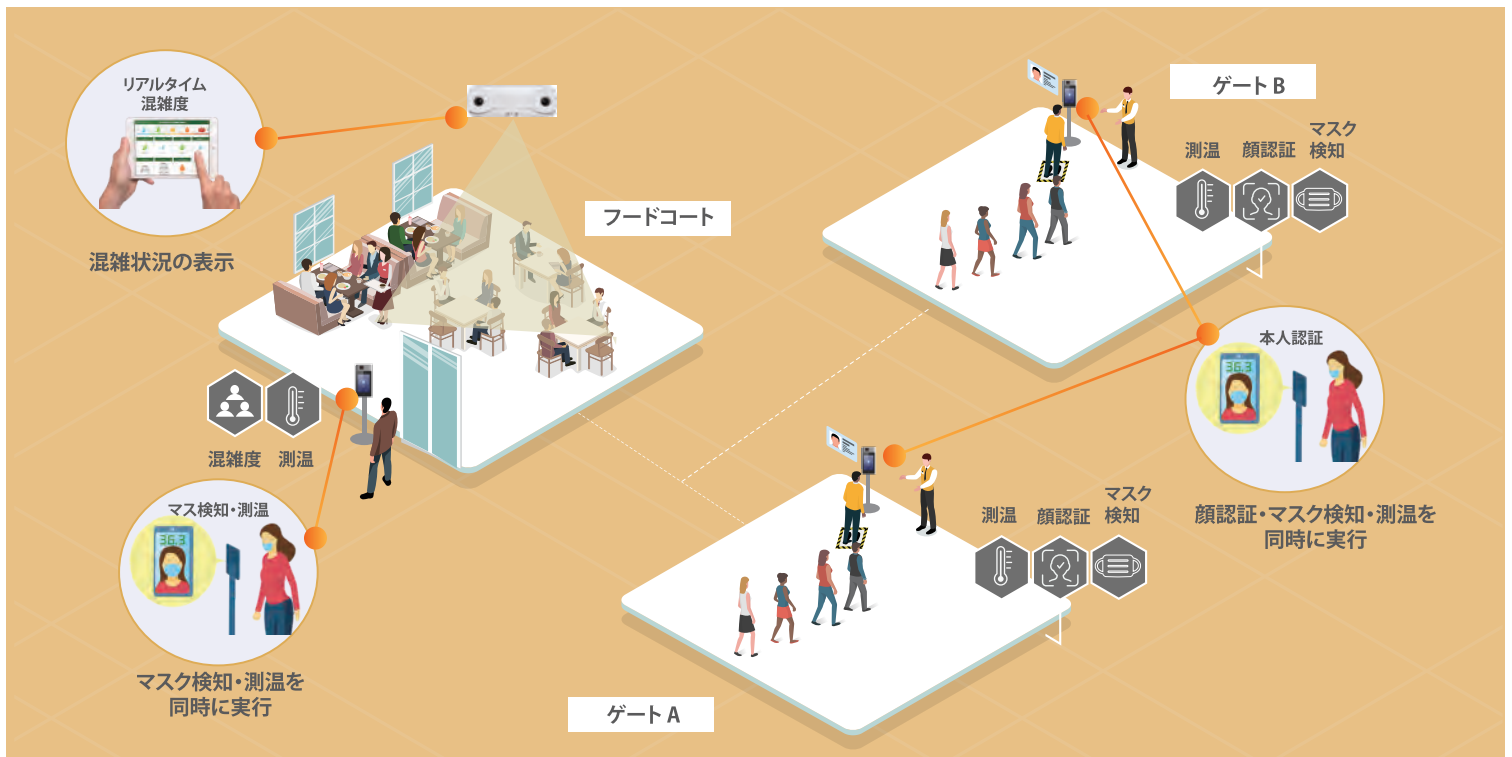 リアルタイム
混雑度
混雑状況の表示
フードコート
混雑度
測温
マス検知・測温
36.3
マスク検知・測温を
同時に実行
ゲート B
測温
顔認証
マスク
検知
本人認証
36.3
顔認証・マスク検知・測温を
同時に実行
測温
顔認証
マスク
検知
ゲート A